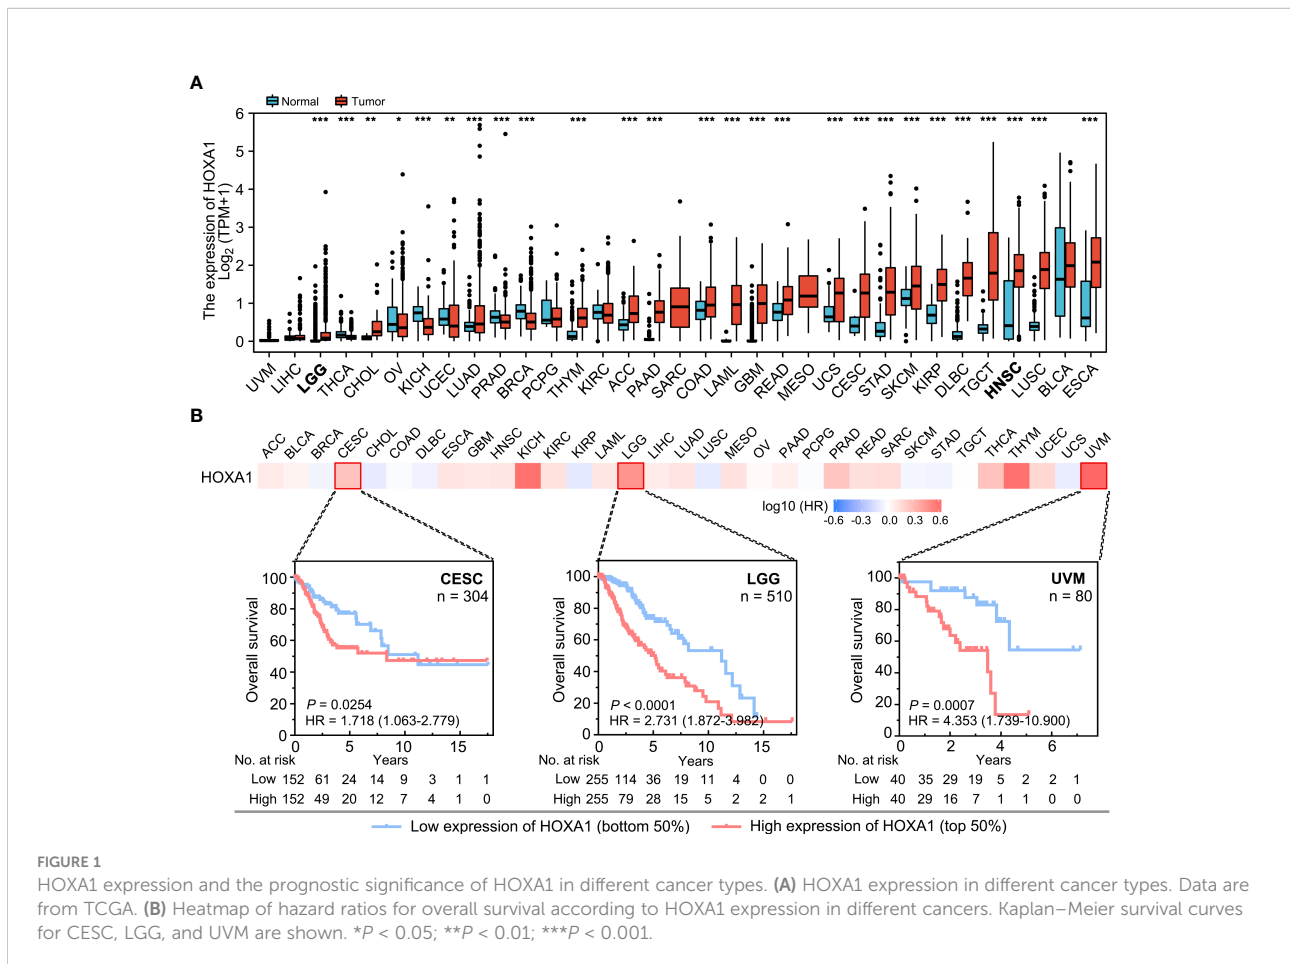 A
Normal Tumor
The expression of HOXA1
Log2 (TPM+1)
6
5
4
3
2
1
0
*** *** ** * *** ** *** *** *** *** *** *** *** *** *** *** *** *** *** *** *** *** *** *** *** ***
UVM LIHC LGG THCA CHOL OV KICH UCEC LUAD PRAD BRCA PCPG THYM KIRC ACC PAAD SARC COAD LAML GBM READ MESO UCS CESC STAD SKCM KIRP DLBC TGCT HNSC LUSC BLCA ESCA
B
ACC BLCA BRCA CESC CHOL COAD DLBC ESCA GBM HNSC KICH KIRC KIRP LAML LGG LIHC LUAD LUSC MESO OV PAAD PCPG PRAD READ SARC SKCM STAD TGCT THCA THYM UCEC UCS UVM
HOXA1
log10 (HR)
-0.6 -0.3 0.0 0.3 0.6
Overall survival
100
80
60
40
20
0
CESC
n = 304
P = 0.0254
HR = 1.718 (1.063-2.779)
0 5 10 15
No. at risk Years
Low 152 61 24 14 9 3 1 1
High 152 49 20 12 7 4 1 0
Overall survival
100
80
60
40
20
0
LGG
n = 510
P < 0.0001
HR = 2.731 (1.872-3.982)
0 5 10 15
No. at risk Years
Low 255 114 36 19 11 4 0 0
High 255 79 28 15 5 2 2 1
Overall survival
100
80
60
40
20
0
UVM
n = 80
P = 0.0007
HR = 4.353 (1.739-10.900)
0 2 4 6
No. at risk Years
Low 40 35 29 19 5 2 2 1
High 40 29 16 7 1 1 0 0
Low expression of HOXA1 (bottom 50%) High expression of HOXA1 (top 50%)
FIGURE 1
HOXA1 expression and the prognostic significance of HOXA1 in different cancer types. (A) HOXA1 expression in different cancer types. Data are
from TCGA. (B) Heatmap of hazard ratios for overall survival according to HOXA1 expression in different cancers. Kaplan–Meier survival curves
for CESC, LGG, and UVM are shown. *P < 0.05; **P < 0.01; ***P < 0.001.